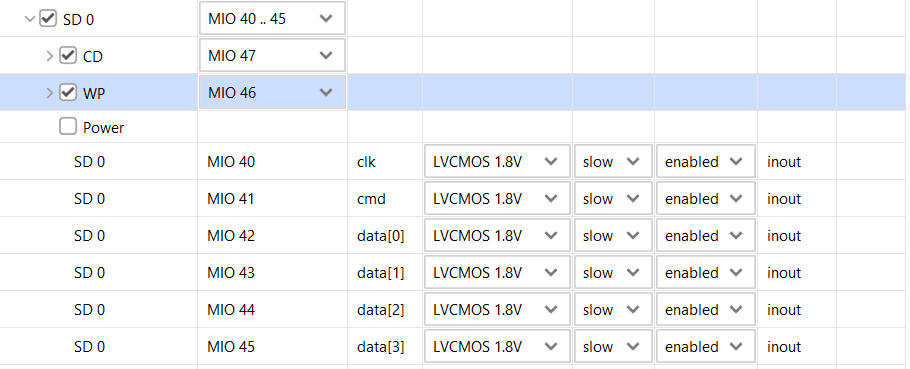 SD 0 MIO 40 .. 45
CD MIO 47
WP MIO 46
Power
SD 0 MIO 40 clk LVCMOS 1.8V slow enabled inout
SD 0 MIO 41 cmd LVCMOS 1.8V slow enabled inout
SD 0 MIO 42 data[0] LVCMOS 1.8V slow enabled inout
SD 0 MIO 43 data[1] LVCMOS 1.8V slow enabled inout
SD 0 MIO 44 data[2] LVCMOS 1.8V slow enabled inout
SD 0 MIO 45 data[3] LVCMOS 1.8V slow enabled inout